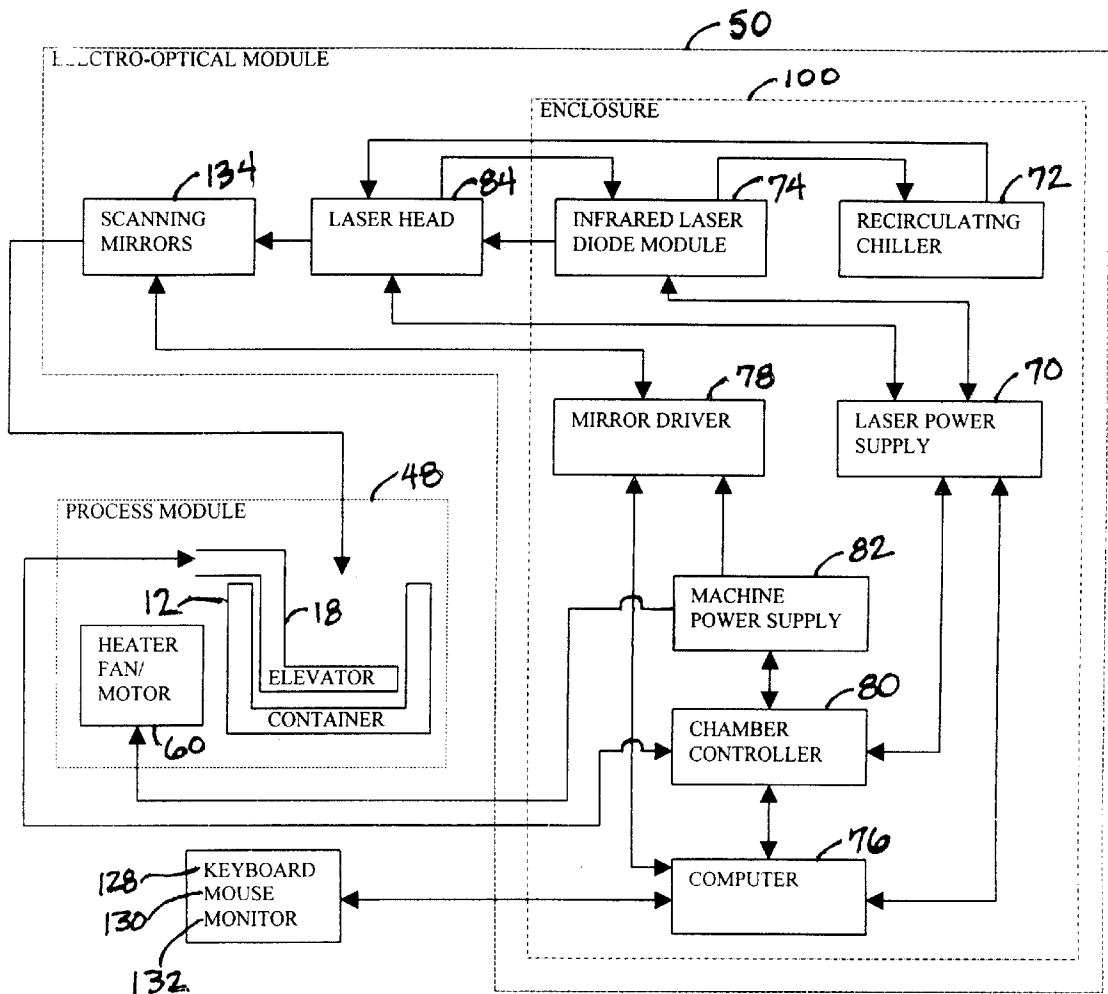 50
ELECTRO-OPTICAL MODULE
100
ENCLOSURE
134
SCANNING
MIRRORS
84
LASER HEAD
74
INFRARED LASER
DIODE MODULE
72
RECIRCULATING
CHILLER
78
MIRROR DRIVER
70
LASER POWER
SUPPLY
48
PROCESS MODULE
12
18
HEATER
FAN/
MOTOR
60
ELEVATOR
CONTAINER
82
MACHINE
POWER SUPPLY
80
CHAMBER
CONTROLLER
76
COMPUTER
128
KEYBOARD
130
MOUSE
MONITOR
132